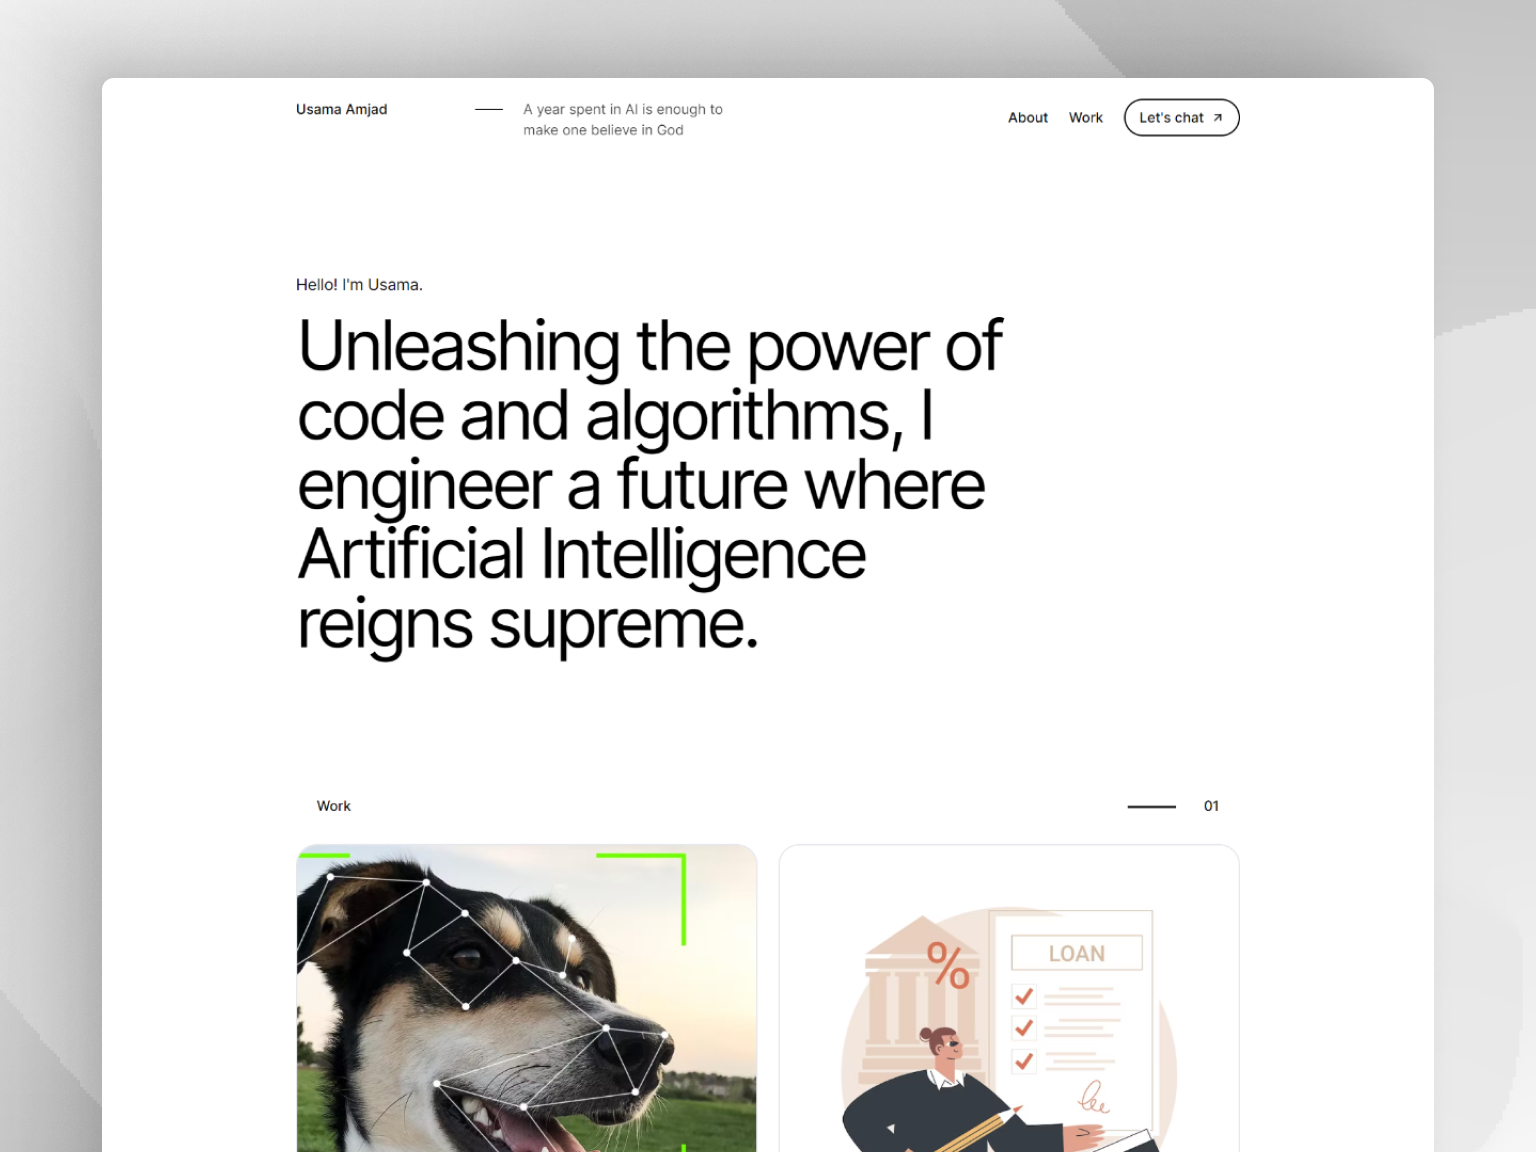 Usama Amjad
A year spent in AI is enough to
make one believe in God
About
Work
Let's chat
Hello! I'm Usama.
Unleashing the power of
code and algorithms, I
engineer a future where
Artificial Intelligence
reigns supreme.
Work
01
%
LOAN